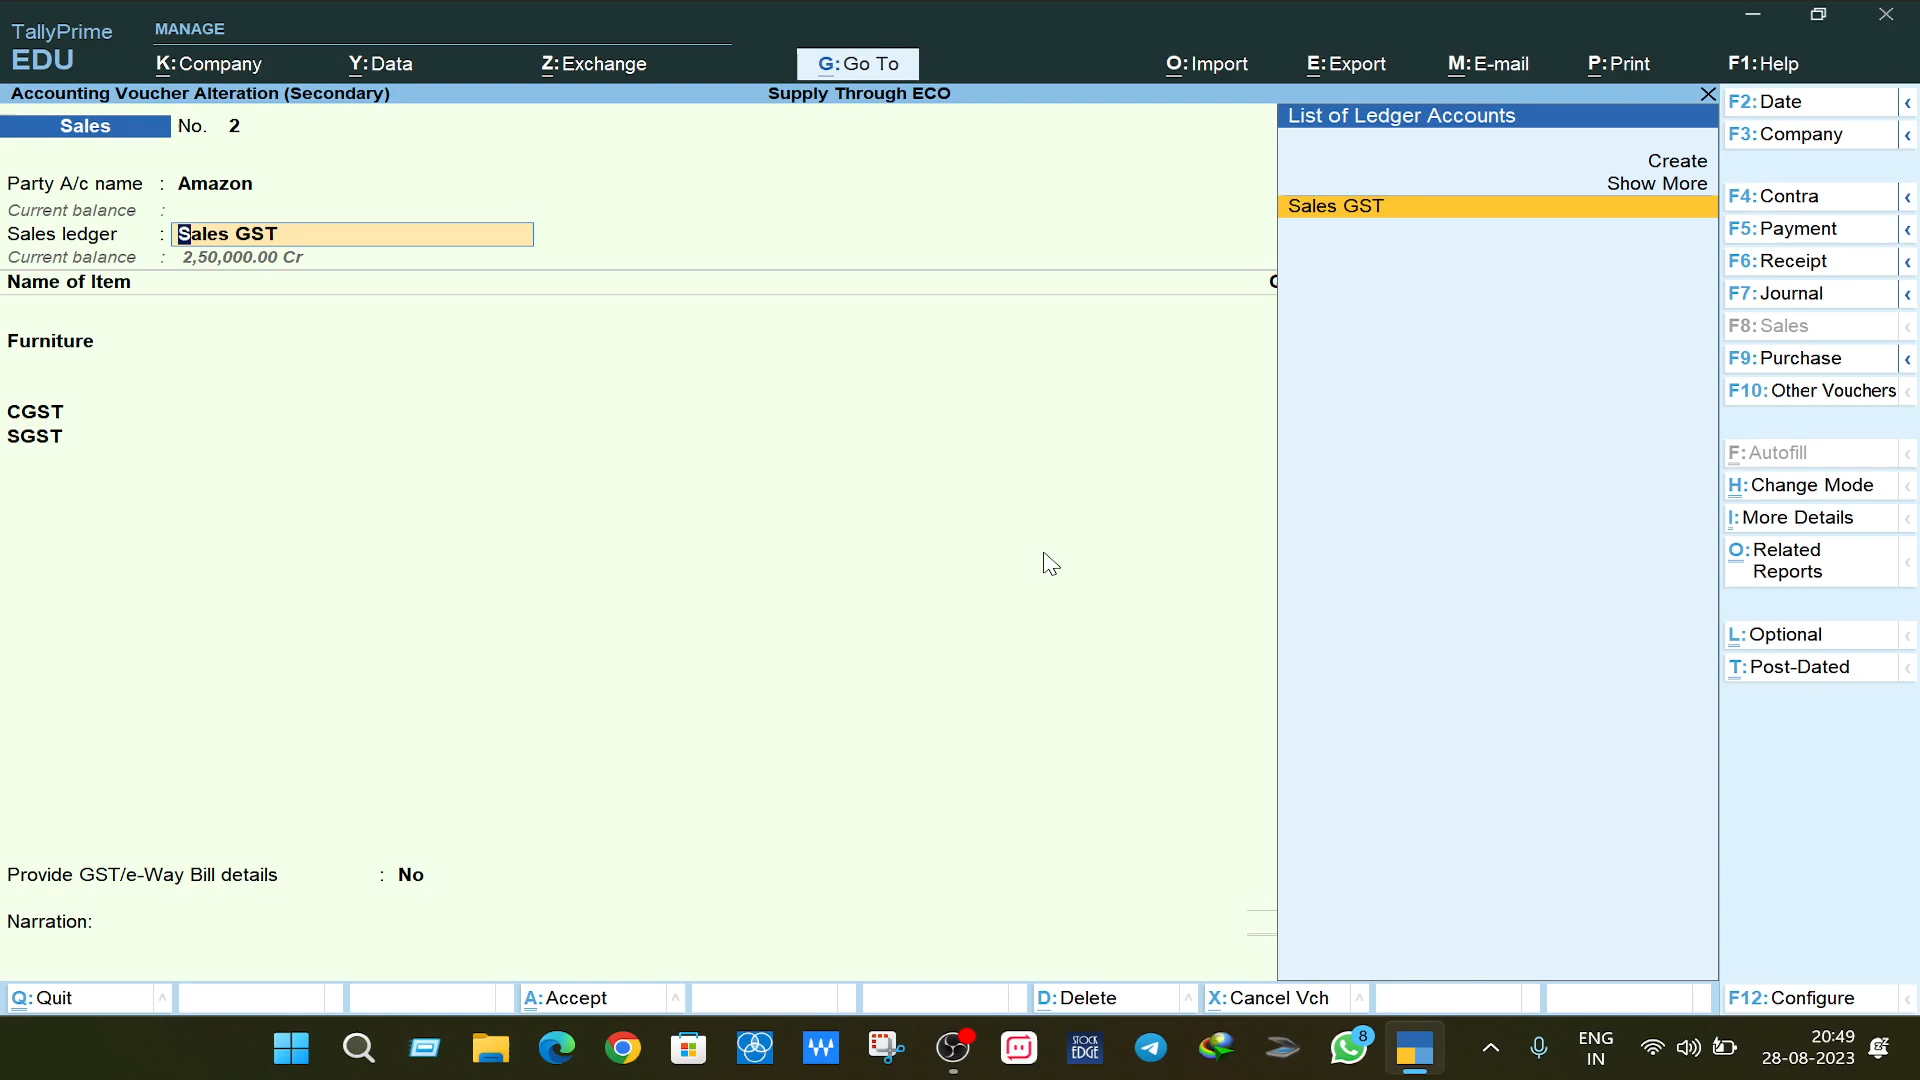 TallyPrime
EDU
MANAGE
K:Company
Y:Data
Z:Exchange
G:Go To
O:Import
E:Export
M:E-mail
P:Print
F1:Help
Accounting Voucher Alteration (Secondary)
Supply Through ECO
Sales No. 2
Party A/c name : Amazon
Current balance :
Sales ledger : Sales GST
Current balance : 2,50,000.00 Cr
Name of Item
Furniture
CGST
SGST
Provide GST/e-Way Bill details : No
Narration:
List of Ledger Accounts
Create
Show More
Sales GST
F2:Date
F3:Company
F4:Contra
F5:Payment
F6:Receipt
F7:Journal
F8:Sales
F9:Purchase
F10:Other Vouchers
F:Autofill
H:Change Mode
I:More Details
O:Related
Reports
L:Optional
T:Post-Dated
Q:Quit
A:Accept
D:Delete
X:Cancel Vch
F12:Configure
STOCK
EDGE
8
ENG
IN
20:49
28-08-2023